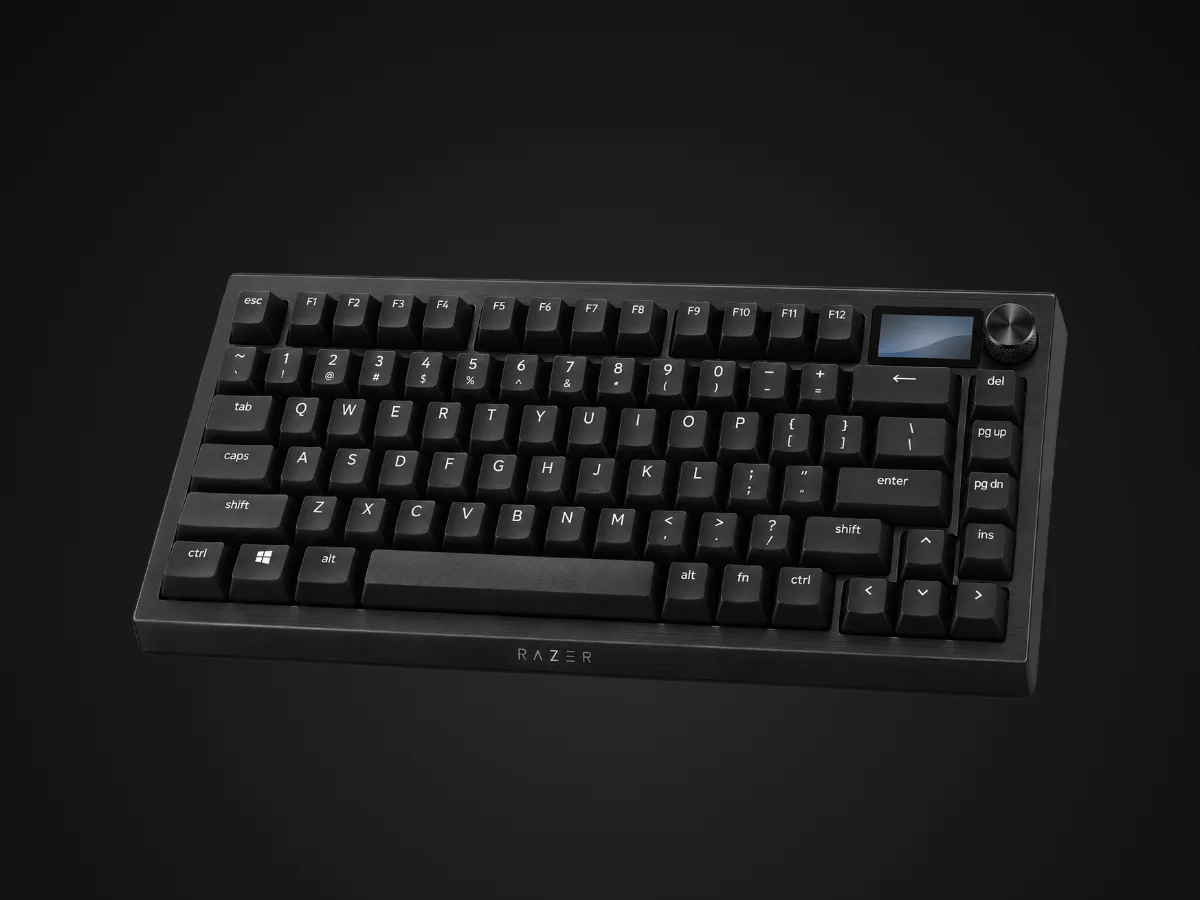 esc F1 F2 F3 F4 F5 F6 F7 F8 F9 F10 F11 F12
~ 1 2 3 4 5 6 7 8 9 0 — + ←
` ! @ # $ % ^ & * ( ) – =
del
tab Q W E R T Y U I O P { } \
[ ] |
pg up
caps A S D F G H J K L ; " enter
; "
pg dn
shift Z X C V B N M < > ? shift ^
, . /
ins
ctrl alt alt fn ctrl < ∨ >
RAZER